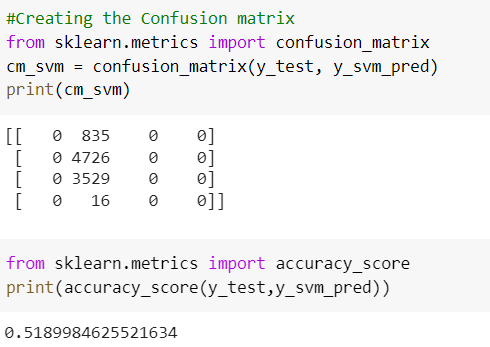 #Creating the Confusion matrix
from sklearn.metrics import confusion_matrix
cm_svm = confusion_matrix(y_test, y_svm_pred)
print(cm_svm)
[[   0  835    0    0]
 [   0 4726    0    0]
 [   0 3529    0    0]
 [   0   16    0    0]]
from sklearn.metrics import accuracy_score
print(accuracy_score(y_test,y_svm_pred))
0.5189984625521634